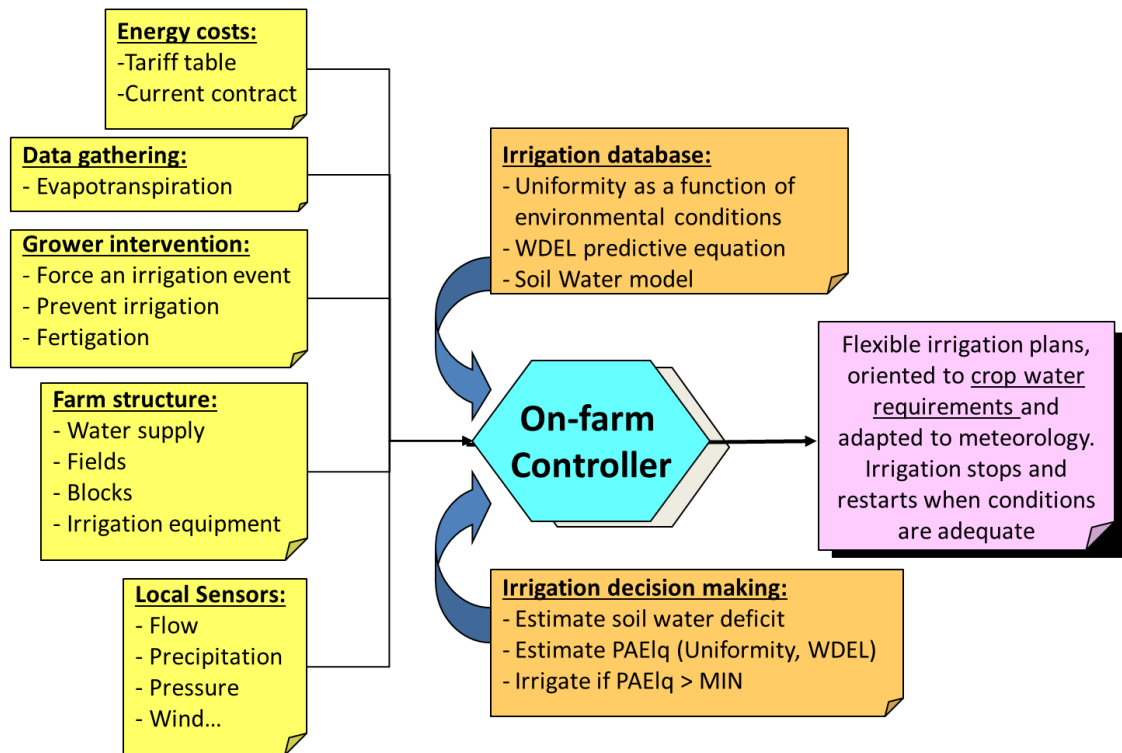 Energy costs:
-Tariff table
-Current contract
Data gathering:
- Evapotranspiration
Grower intervention:
- Force an irrigation event
- Prevent irrigation
- Fertigation
Farm structure:
- Water supply
- Fields
- Blocks
- Irrigation equipment
Local Sensors:
- Flow
- Precipitation
- Pressure
- Wind...
Irrigation database:
- Uniformity as a function of
environmental conditions
- WDEL predictive equation
- Soil Water model
On-farm
Controller
Irrigation decision making:
- Estimate soil water deficit
- Estimate PAElq (Uniformity, WDEL)
- Irrigate if PAElq > MIN
Flexible irrigation plans,
oriented to crop water
requirements and
adapted to meteorology.
Irrigation stops and
restarts when conditions
are adequate